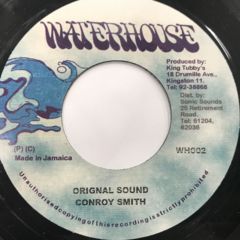 WATERHOUSE
Produced by:
King Tubby's
18 Drumille Ave.,
Kingston 11.
Tel: 92-38868
Dist. by:
Sonic Sounds
25 Retirement
Road.
Tel: 61204,
62036
(P) (C)
Made in Jamaica
WH002
ORIGNAL SOUND
CONROY SMITH
Unauthorised copying of this recording is strictly prohibited